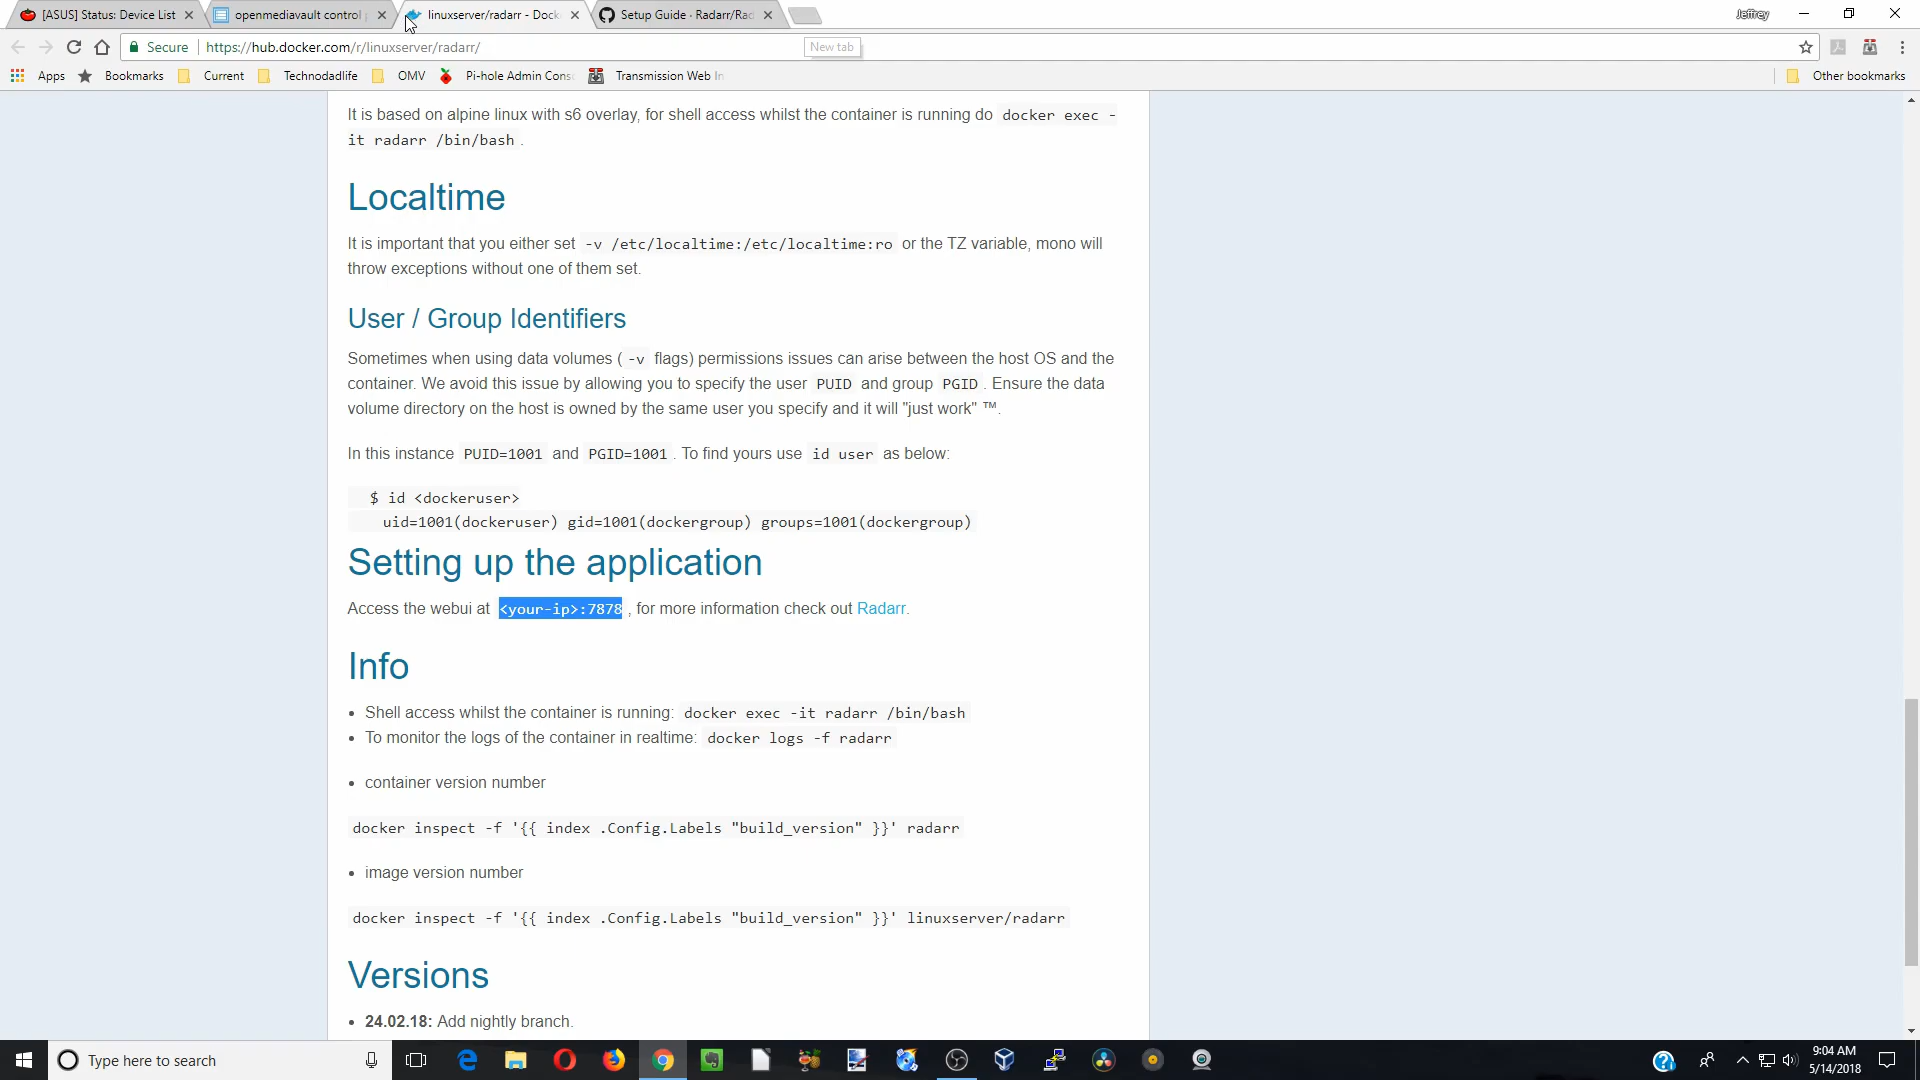 [ASUS] Status: Device List
openmediavault control
linuxserver/radarr - Dock
Setup Guide · Radarr/Rad
Jeffrey
Secure
https://hub.docker.com/r/linuxserver/radarr/
New tab
Apps
Bookmarks
Current
Technodadlife
OMV
Pi-hole Admin Cons
Transmission Web In
Other bookmarks
It is based on alpine linux with s6 overlay, for shell access whilst the container is running do docker exec -
it radarr /bin/bash .
Localtime
It is important that you either set -v /etc/localtime:/etc/localtime:ro or the TZ variable, mono will
throw exceptions without one of them set.
User / Group Identifiers
Sometimes when using data volumes ( -v flags) permissions issues can arise between the host OS and the
container. We avoid this issue by allowing you to specify the user PUID and group PGID . Ensure the data
volume directory on the host is owned by the same user you specify and it will "just work" ™.
In this instance PUID=1001 and PGID=1001 . To find yours use id user as below:
$ id <dockeruser>
uid=1001(dockeruser) gid=1001(dockergroup) groups=1001(dockergroup)
Setting up the application
Access the webui at <your-ip>:7878 , for more information check out Radarr.
Info
• Shell access whilst the container is running: docker exec -it radarr /bin/bash
• To monitor the logs of the container in realtime: docker logs -f radarr
• container version number
docker inspect -f '{{ index .Config.Labels "build_version" }}' radarr
• image version number
docker inspect -f '{{ index .Config.Labels "build_version" }}' linuxserver/radarr
Versions
• 24.02.18: Add nightly branch.
Type here to search
9:04 AM
5/14/2018